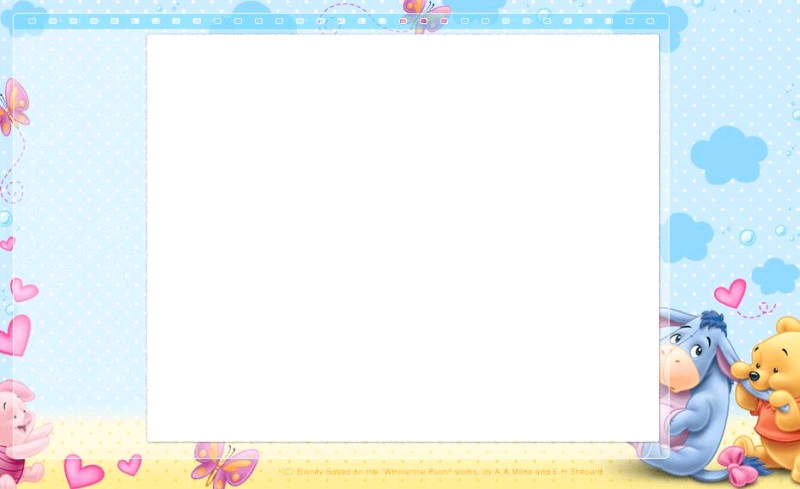 (C) Disney Based on the "Winnie the Pooh" works, by A.A.Milne and E.H.Shepard